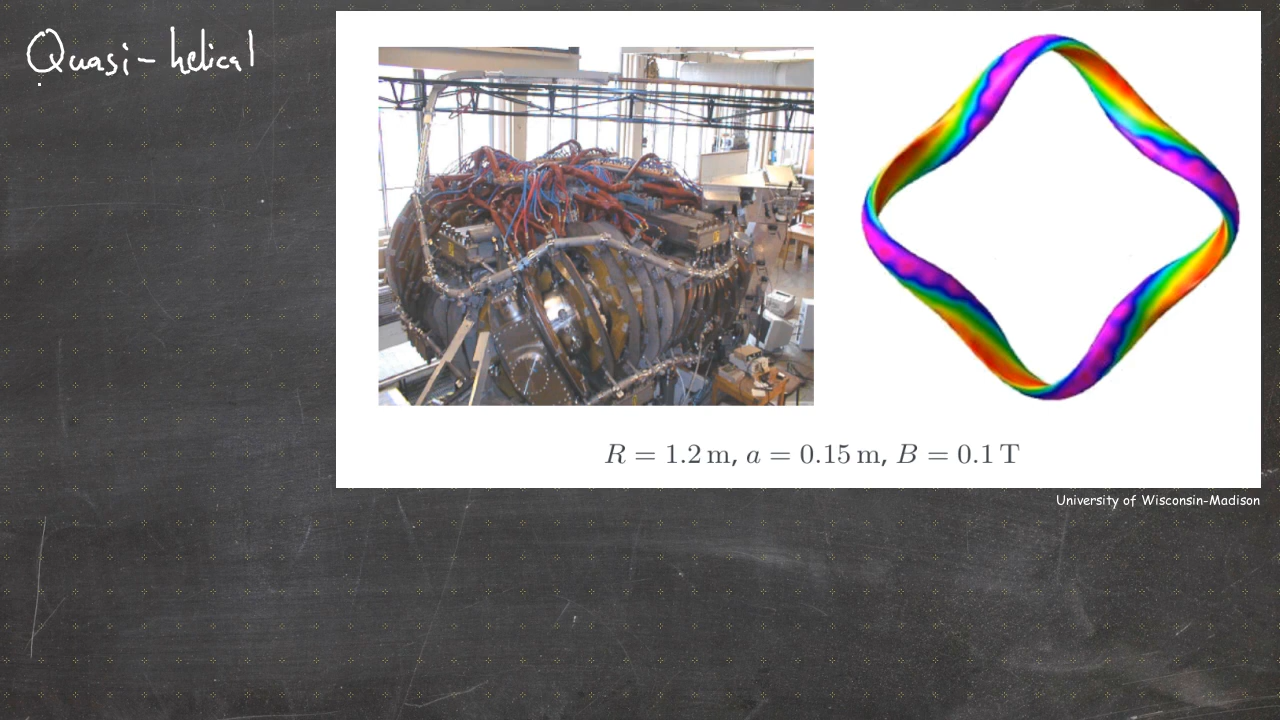 Quasi-helical
R = 1.2 m, a = 0.15 m, B = 0.1 T
University of Wisconsin-Madison